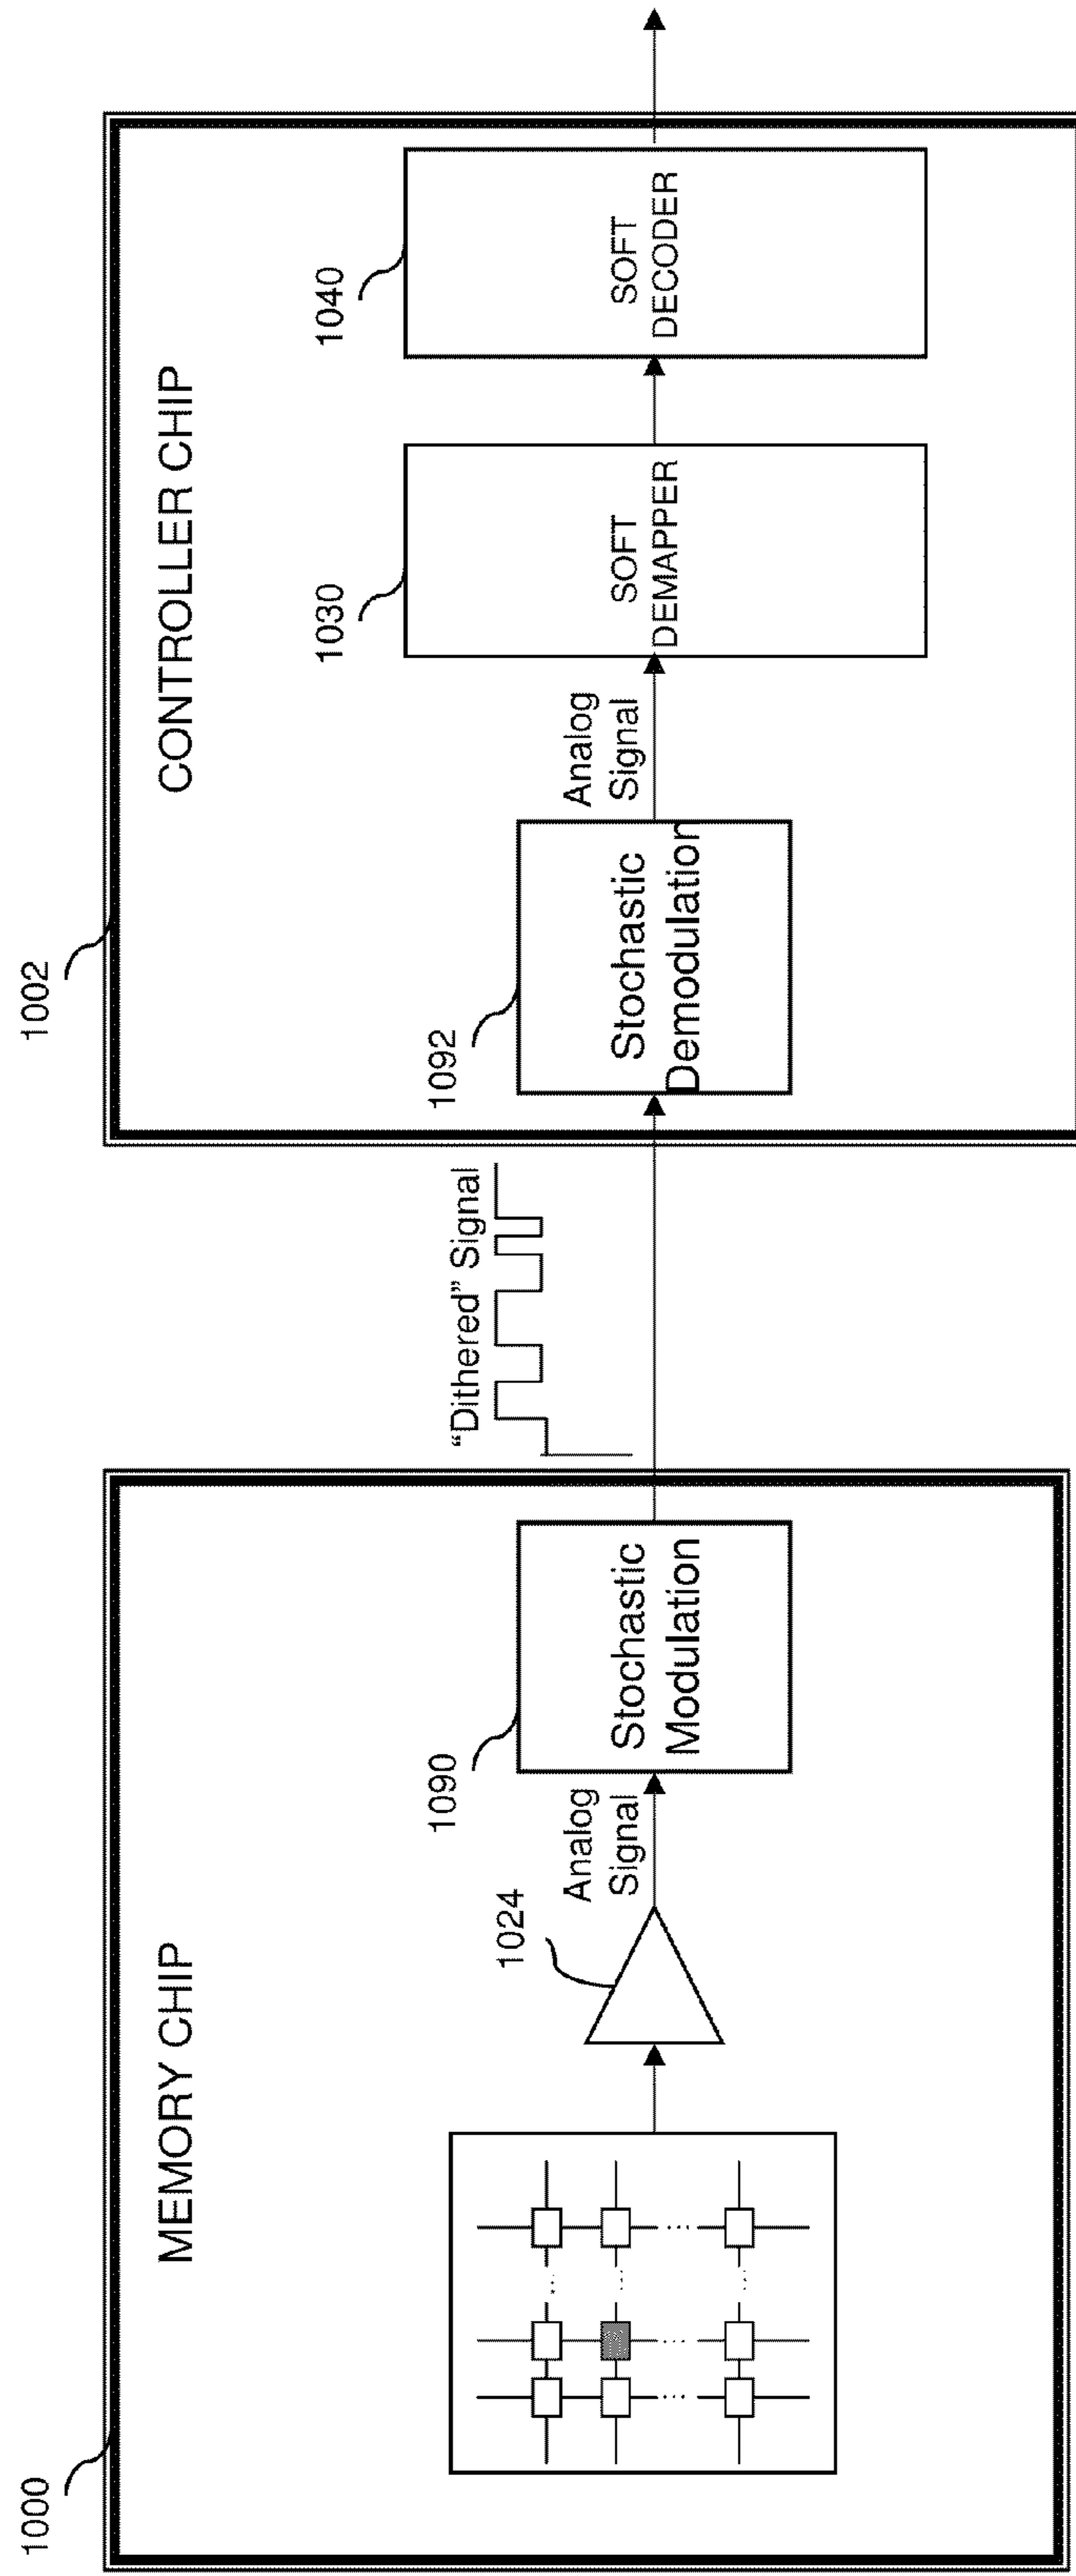 1000
MEMORY CHIP
1024
Analog
Signal
1090
Stochastic
Modulation
“Dithered” Signal
1002
CONTROLLER CHIP
1092
Stochastic
Demodulation
Analog
Signal
1030
SOFT
DEMAPPER
1040
SOFT
DECODER